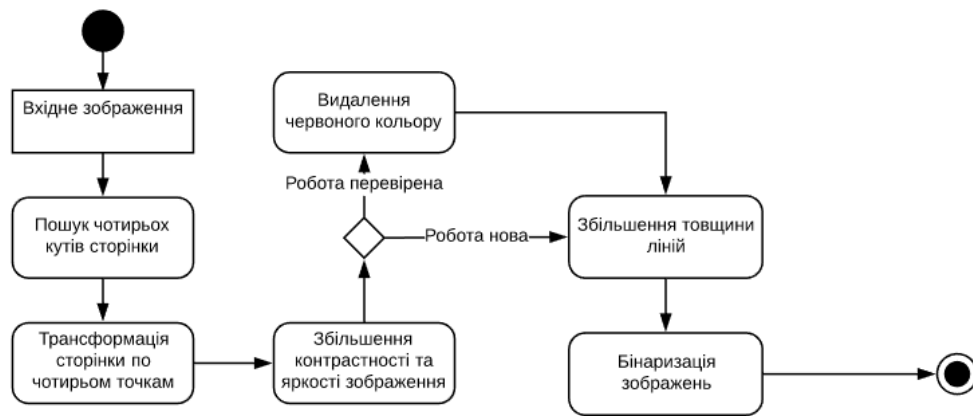 Вхідне зображення
Пошук чотирьох
кутів сторінки
Трансформація
сторінки по
чотирьом точкам
Збільшення
контрастності та
яркості зображення
Робота перевірена
Видалення
червоного кольору
Робота нова
Збільшення товщини
ліній
Бінаризація
зображень